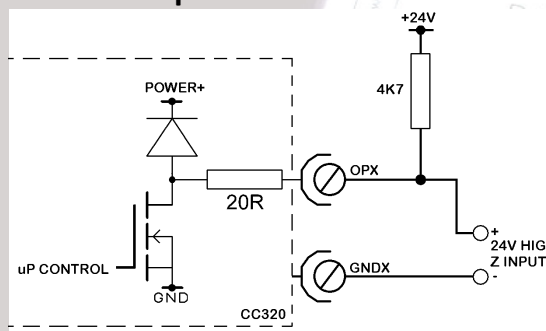 +24V
POWER+
4K7
OPX
20R
+
24V HIG
Z INPUT
-
GNDX
uP CONTROL
GND
CC320